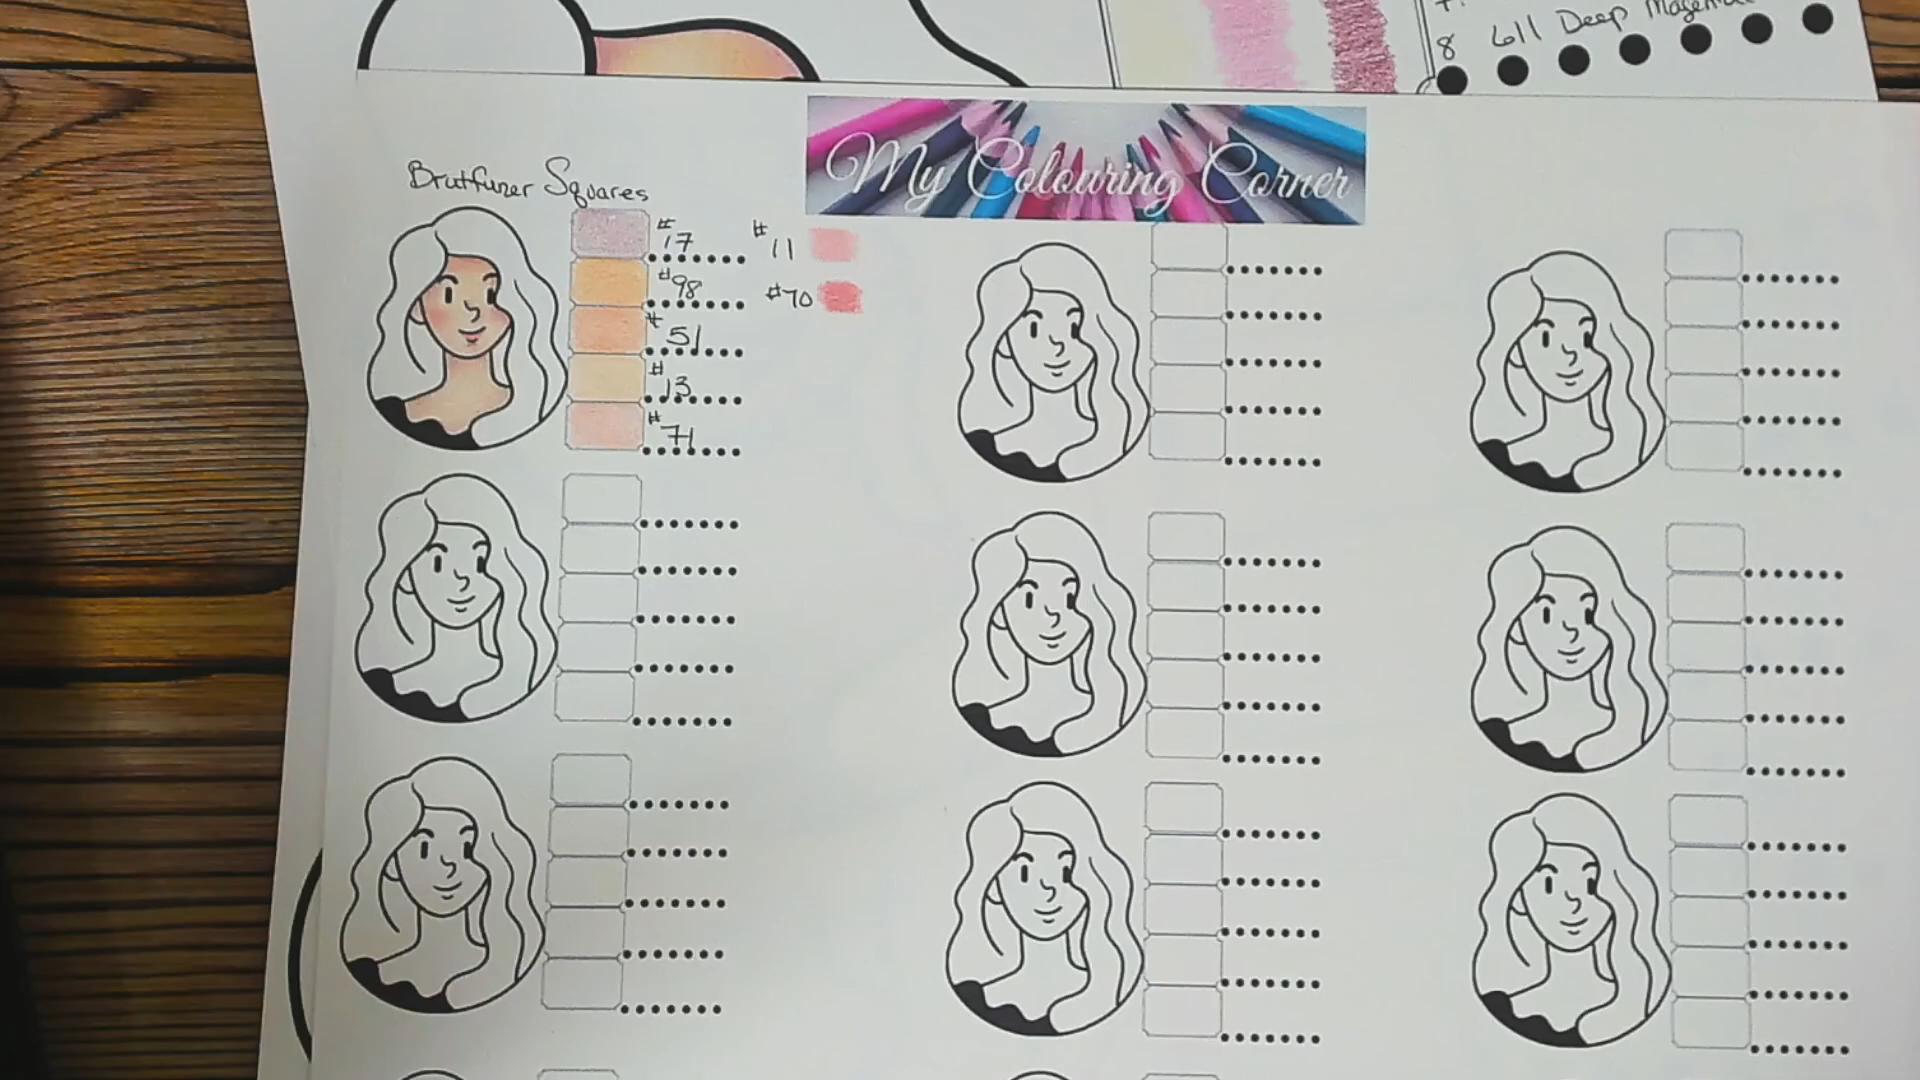 8 611 Deep Magenta
My Colouring Corner
Brutfuner Squares
#17
#11
#98
#70
#51
#13
#71